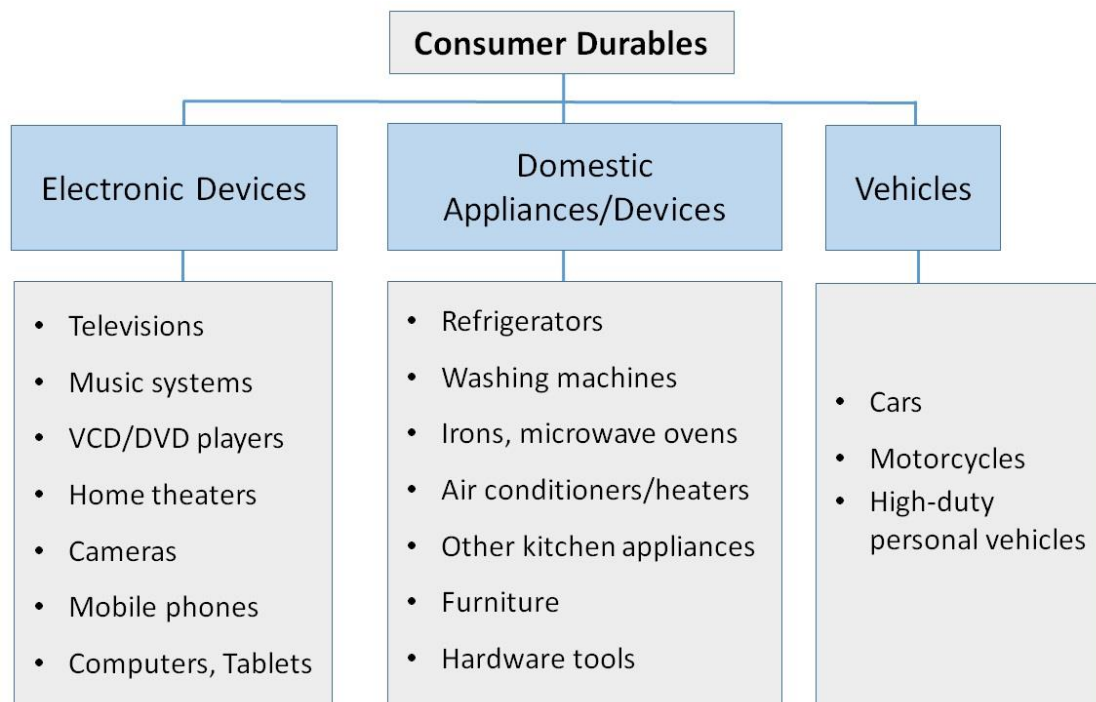 Consumer Durables
Electronic Devices
Domestic
Appliances/Devices
Vehicles
• Televisions
• Music systems
• VCD/DVD players
• Home theaters
• Cameras
• Mobile phones
• Computers, Tablets
• Refrigerators
• Washing machines
• Irons, microwave ovens
• Air conditioners/heaters
• Other kitchen appliances
• Furniture
• Hardware tools
• Cars
• Motorcycles
• High-duty
personal vehicles